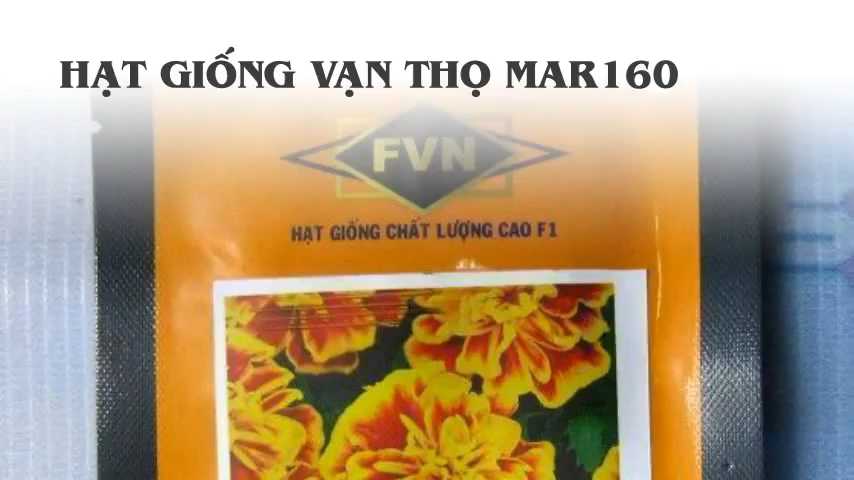 HẠT GIỐNG VẠN THỌ MAR160
FVN
HẠT GIỐNG CHẤT LƯỢNG CAO F1